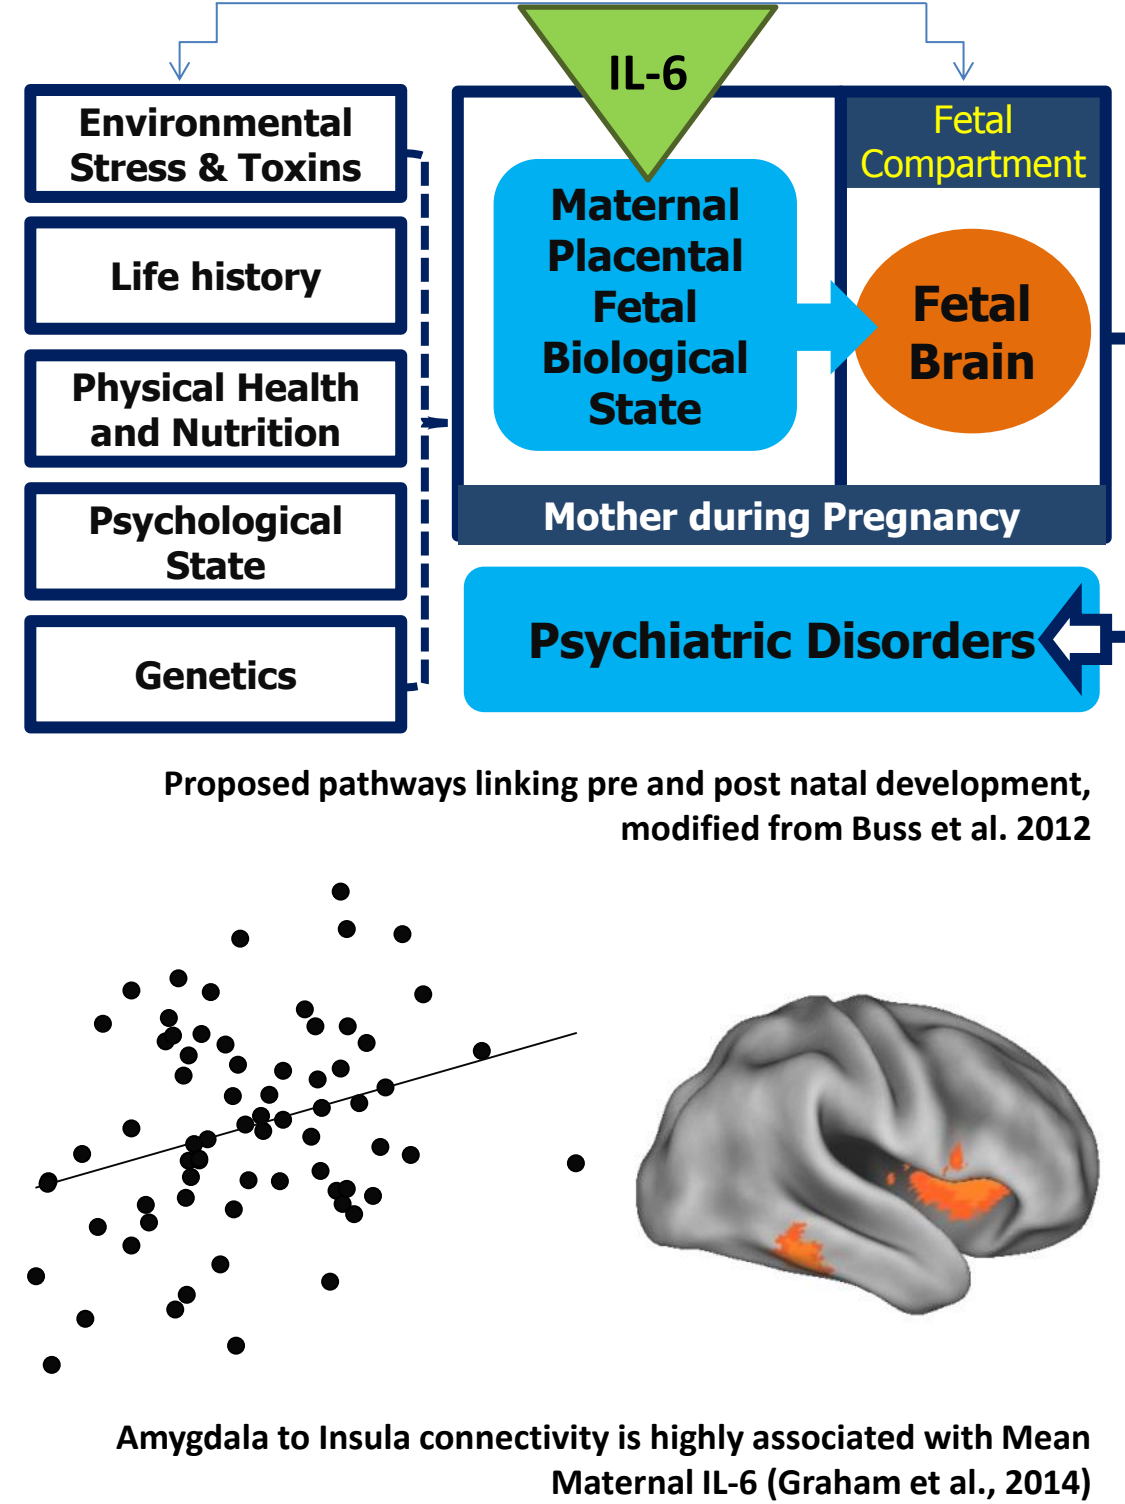 IL-6
Environmental
Stress & Toxins
Life history
Physical Health
and Nutrition
Psychological
State
Genetics
Maternal
Placental
Fetal
Biological
State
Fetal
Compartment
Fetal
Brain
Mother during Pregnancy
Psychiatric Disorders
Proposed pathways linking pre and post natal development,
modified from Buss et al. 2012
Amygdala to Insula connectivity is highly associated with Mean
Maternal IL-6 (Graham et al., 2014)